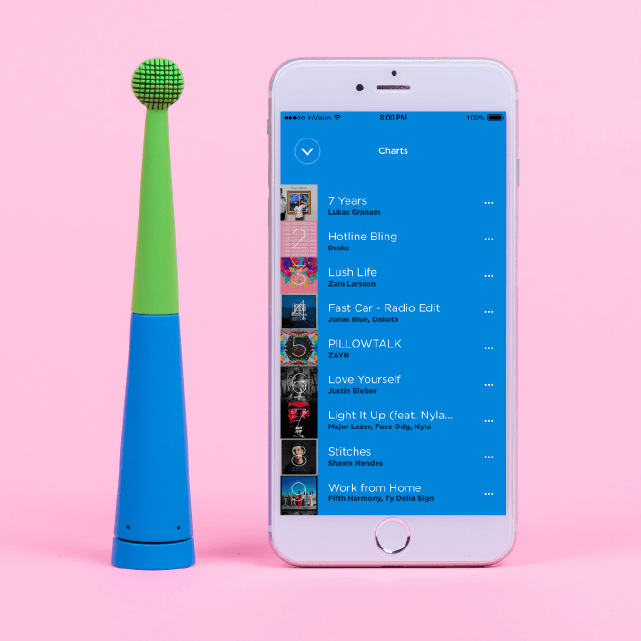 inVision 8:00 PM 100%
Charts
7 Years
Lukas Graham
2
Hotline Bling
Drake
3
Lush Life
Zara Larsson
4
Fast Car - Radio Edit
Jonas Blue, Dakota
5
PILLOWTALK
ZAYN
6
Love Yourself
Justin Bieber
7
Light It Up (feat. Nyla...
Major Lazer, Fuse Odg, Nyla
8
Stitches
Shawn Mendes
9
Work from Home
Fifth Harmony, Ty Dolla $ign